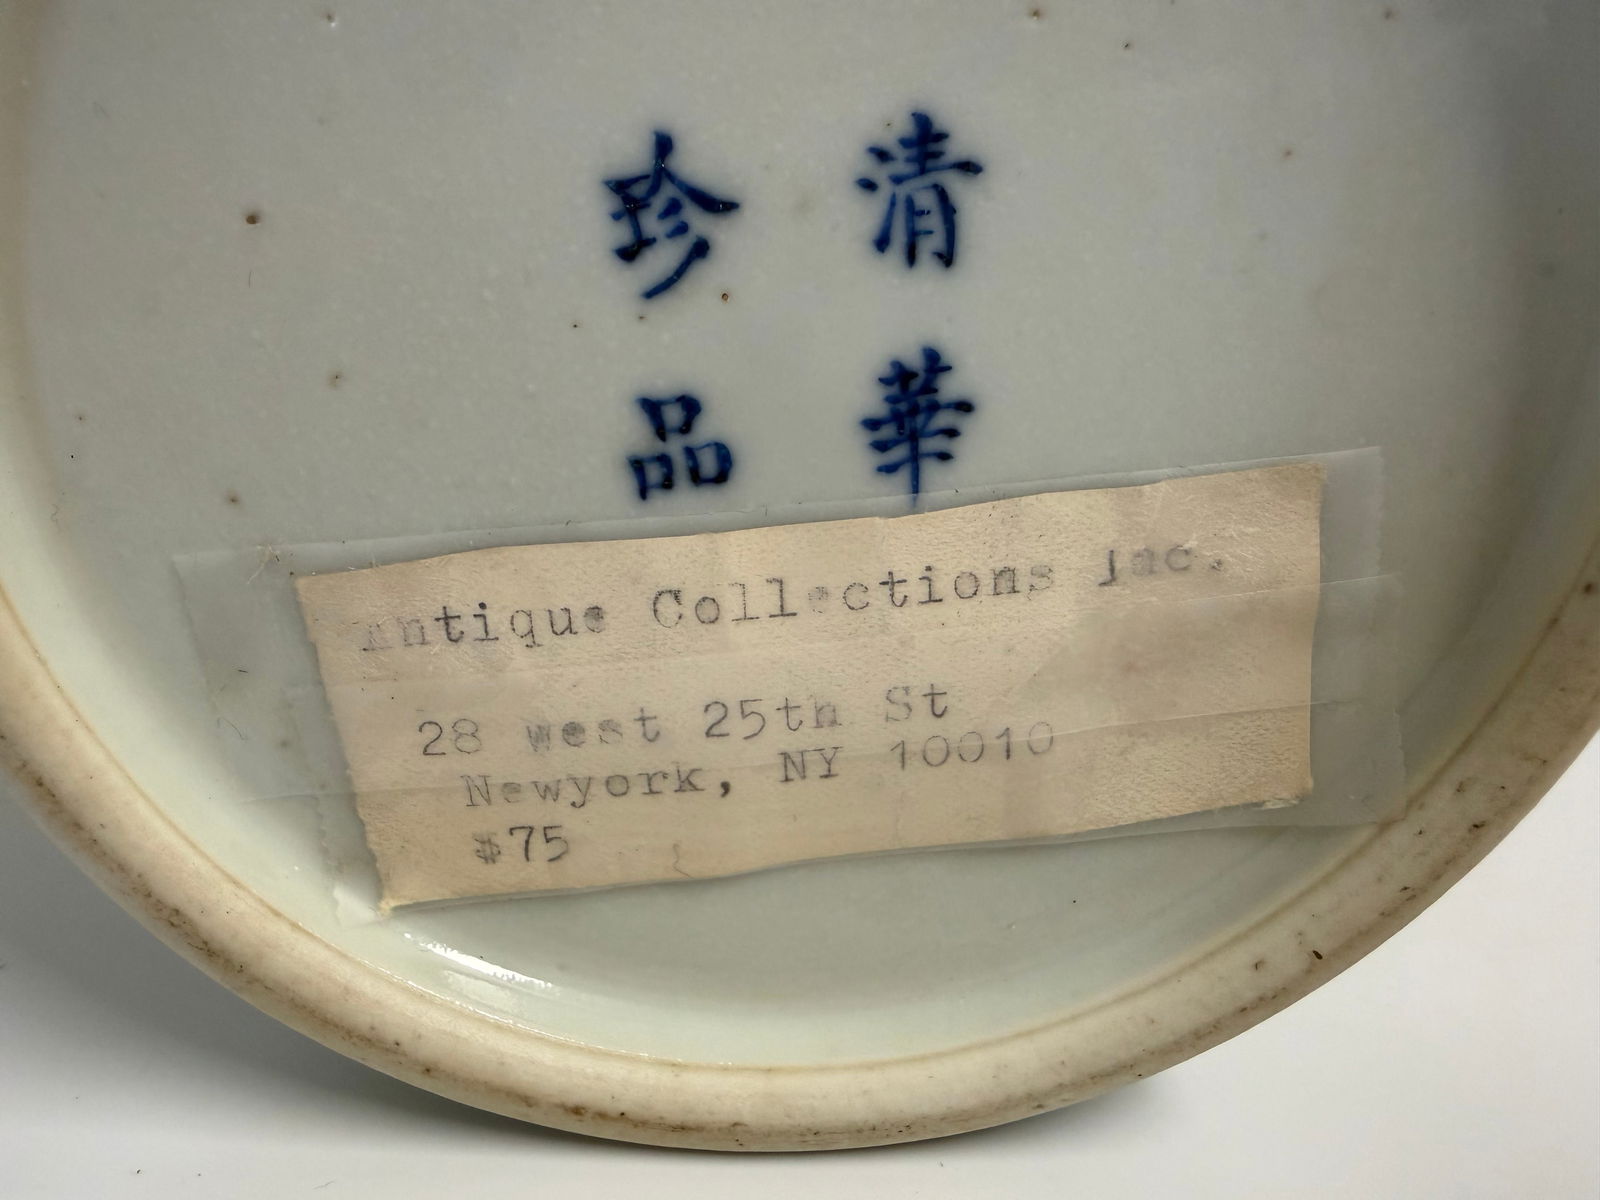 清華
珍品
Antique Collections Inc.
28 west 25th St
Newyork, NY 10010
$75